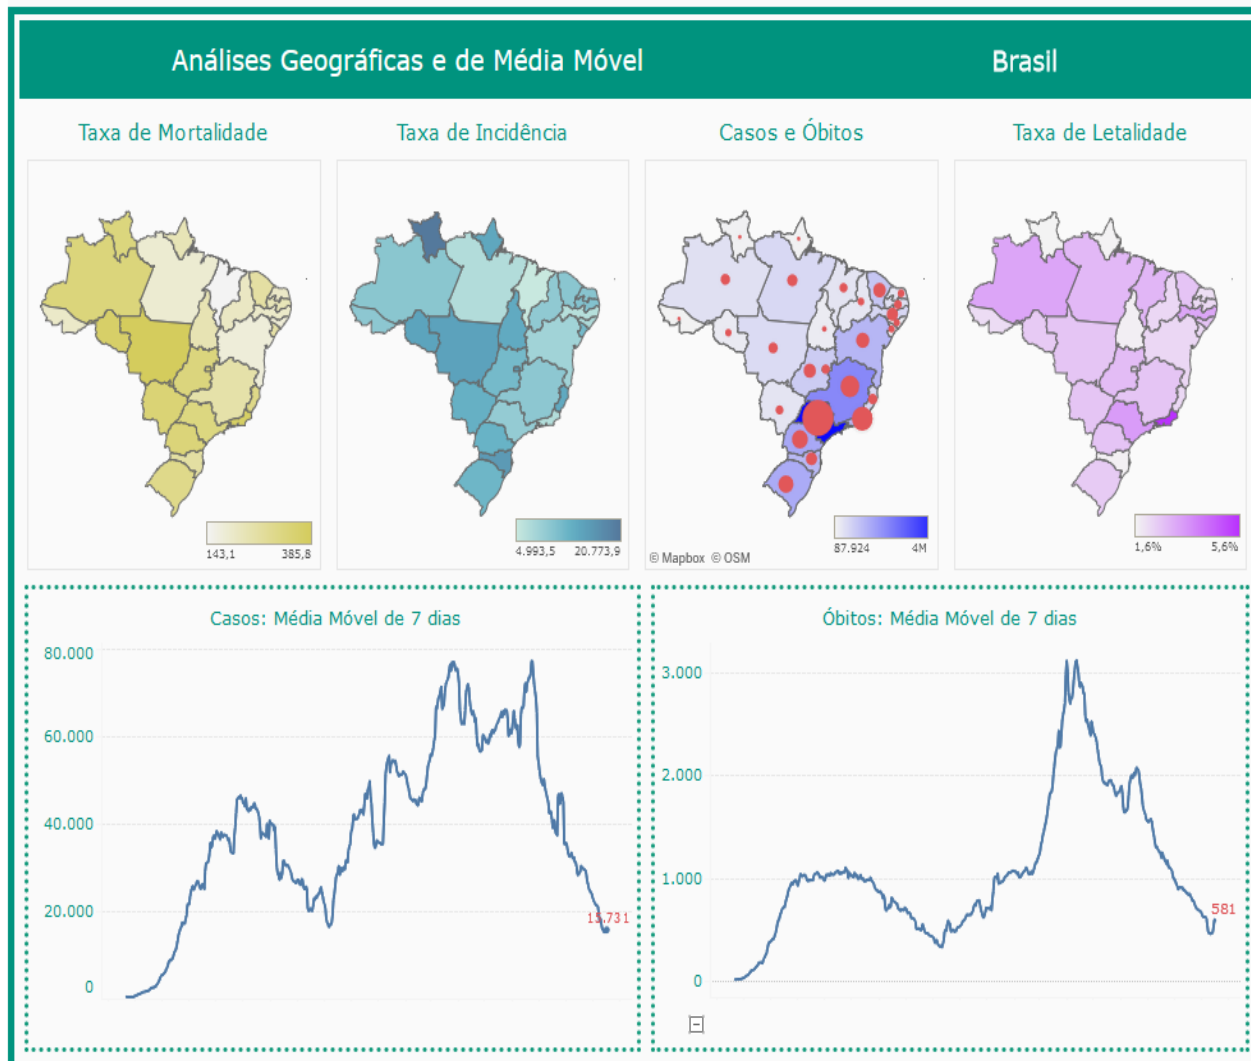 Análises Geográficas e de Média Móvel
Brasil
Taxa de Mortalidade
Taxa de Incidência
Casos e Óbitos
Taxa de Letalidade
143,1 385,8
4.993,5 20.773,9
© Mapbox © OSM
87.924 4M
1,6% 5,6%
Casos: Média Móvel de 7 dias
80.000
60.000
40.000
20.000
0
15.731
Óbitos: Média Móvel de 7 dias
3.000
2.000
1.000
0
581